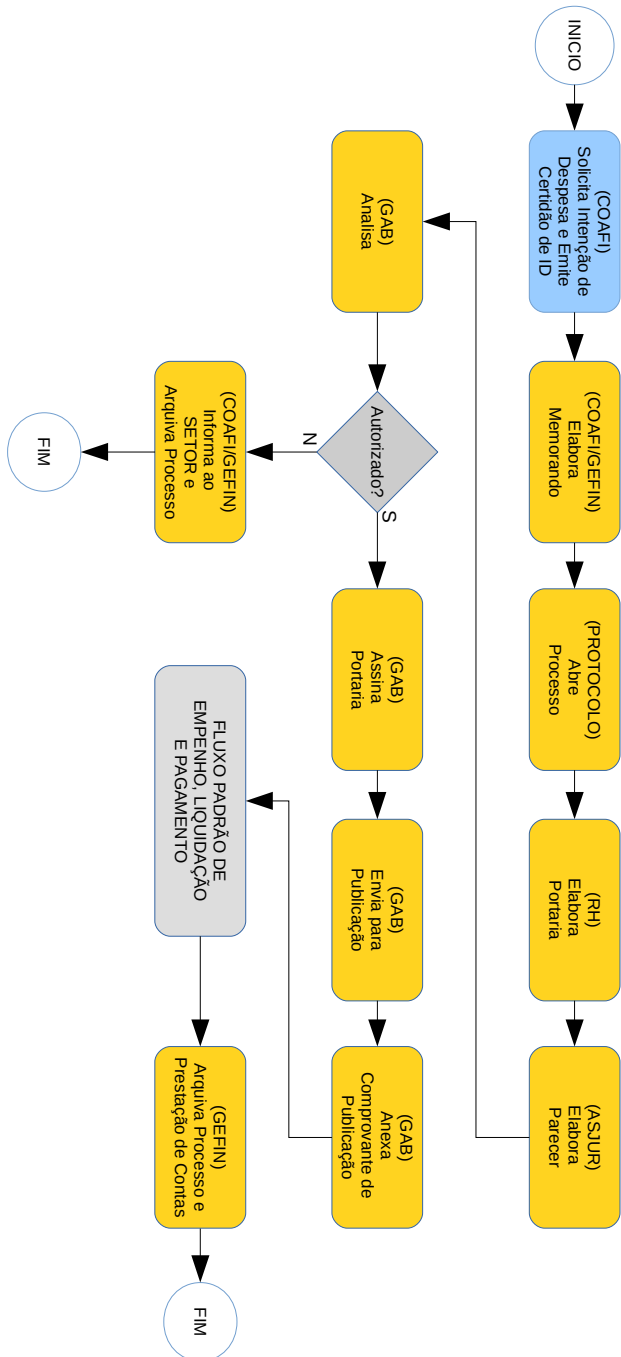 INICIO
(COAFI)
Solicita Intenção de
Despesa e Emite
Certidão de ID
(COAFI/GEFIN)
Elabora
Memorando
(PROTOCOLO)
Abre
Processo
(RH)
Elabora
Portaria
(ASJUR)
Elabora
Parecer
(GAB)
Analisa
Autorizado?
S
N
(GAB)
Assina
Portaria
(GAB)
Envia para
Publicação
(GAB)
Anexa
Comprovante de
Publicação
(COAFI/GEFIN)
Informa ao
SETOR e
Arquiva Processo
FIM
FLUXO PADRÃO DE
EMPENHO, LIQUIDAÇÃO
E PAGAMENTO
(GEFIN)
Arquiva Processo e
Prestação de Contas
FIM